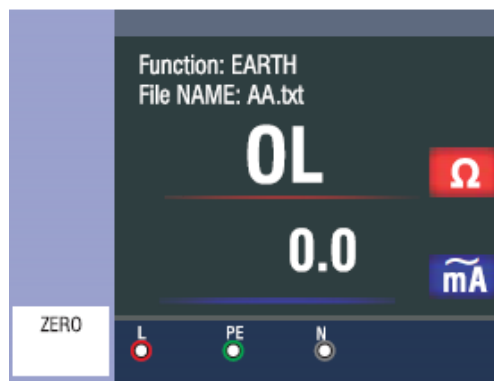 Function: EARTH
File NAME: AA.txt
OL Ω
0.0 mA
ZERO
L PE N